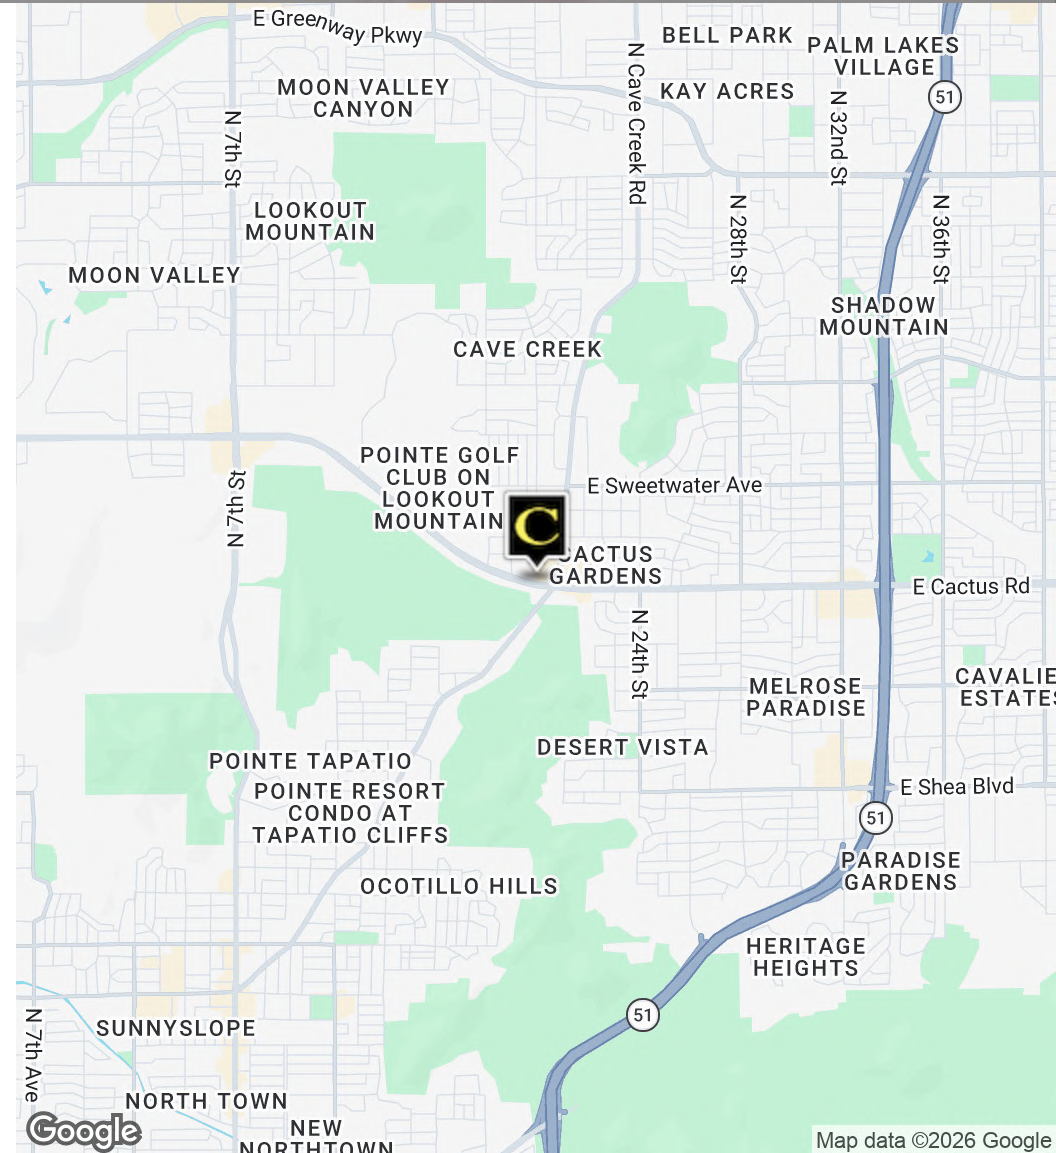 E Greenway Pkwy
BELL PARK
PALM LAKES
VILLAGE
MOON VALLEY
CANYON
KAY ACRES
51
N Cave Creek Rd
N 32nd St
N 7th St
LOOKOUT
MOUNTAIN
N 28th St
N 36th St
MOON VALLEY
SHADOW
MOUNTAIN
CAVE CREEK
POINTE GOLF
CLUB ON
LOOKOUT
MOUNTAIN
E Sweetwater Ave
N 7th St
C
CACTUS
GARDENS
E Cactus Rd
N 24th St
MELROSE
PARADISE
CAVALIE
ESTATES
DESERT VISTA
POINTE TAPATIO
POINTE RESORT
CONDO AT
TAPATIO CLIFFS
E Shea Blvd
51
PARADISE
GARDENS
OCOTILLO HILLS
HERITAGE
HEIGHTS
51
N 7th Ave
SUNNYSLOPE
NORTH TOWN
NEW
NORTHTOWN
Google
Map data ©2026 Google